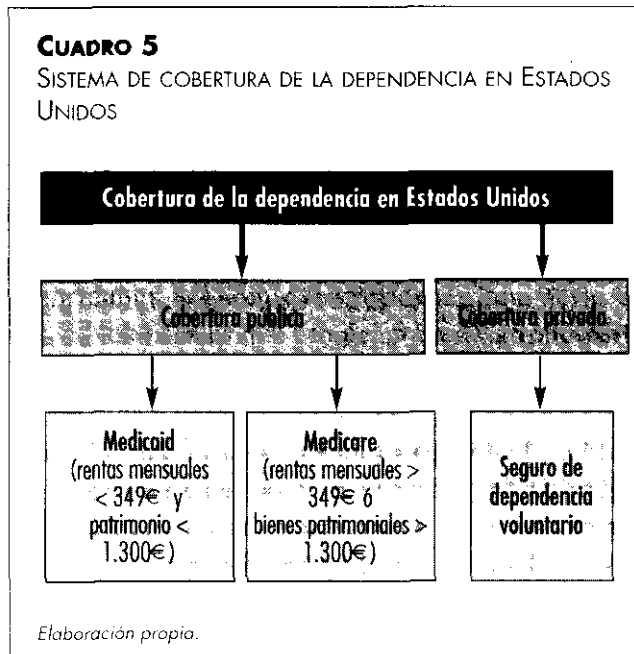 CUADRO 5
SISTEMA DE COBERTURA DE LA DEPENDENCIA EN ESTADOS
UNIDOS
Cobertura de la dependencia en Estados Unidos
Cobertura pública
Cobertura privada
Medicaid
(rentas mensuales
< 349€ y
patrimonio <
1.300€)
Medicare
(rentas mensuales >
349€ ó
bienes patrimoniales >
1.300€)
Seguro de
dependencia
voluntario
Elaboración propia.